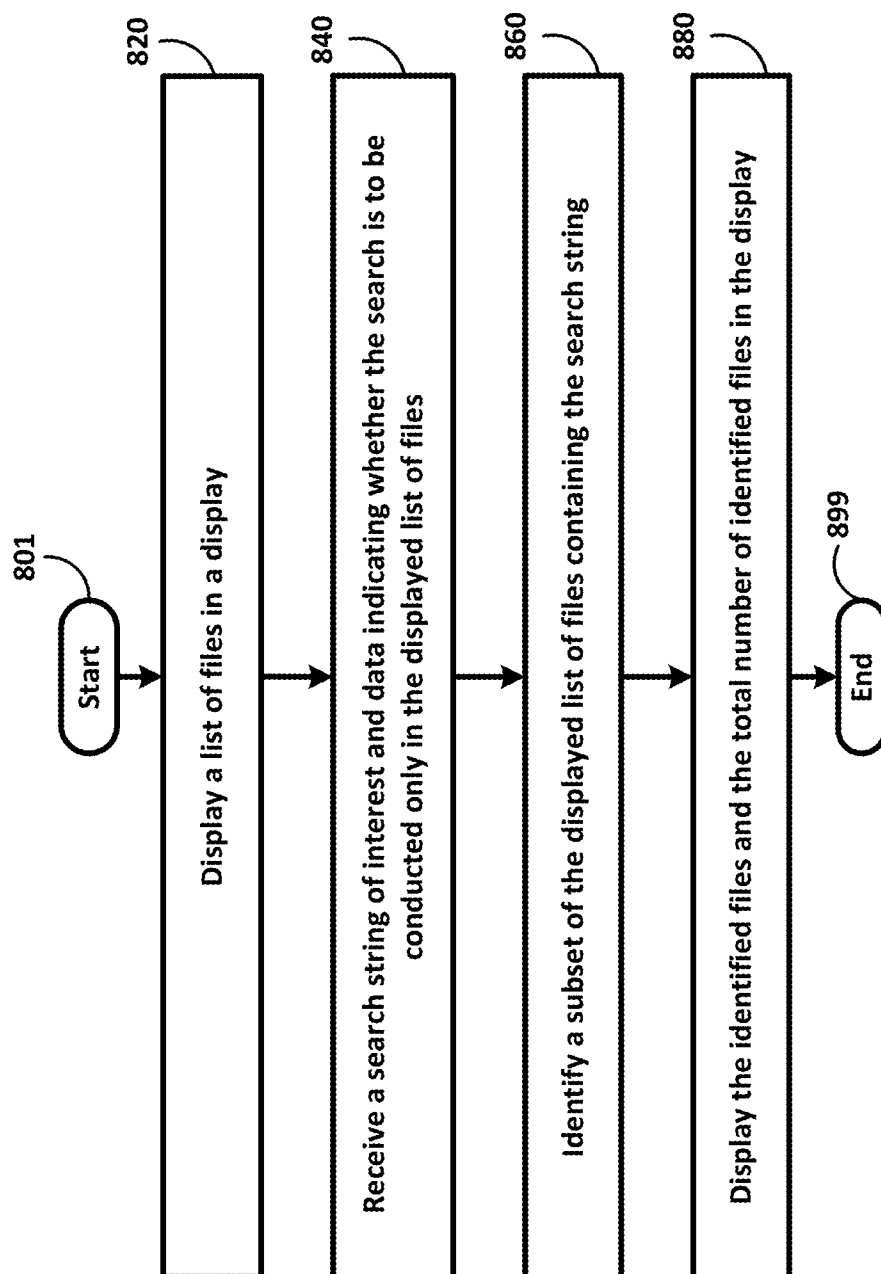 801
Start
820
Display a list of files in a display
840
Receive a search string of interest and data indicating whether the search is to be
conducted only in the displayed list of files
860
Identify a subset of the displayed list of files containing the search string
880
Display the identified files and the total number of identified files in the display
899
End